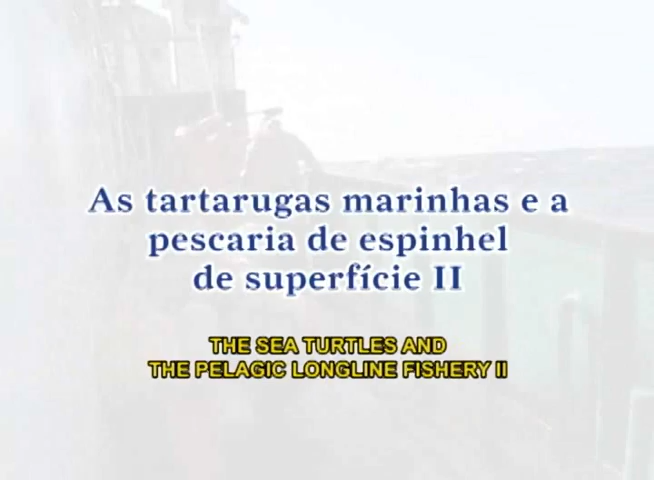 As tartarugas marinhas e a
pescaria de espinhel
de superfície II
THE SEA TURTLES AND
THE PELAGIC LONGLINE FISHERY II